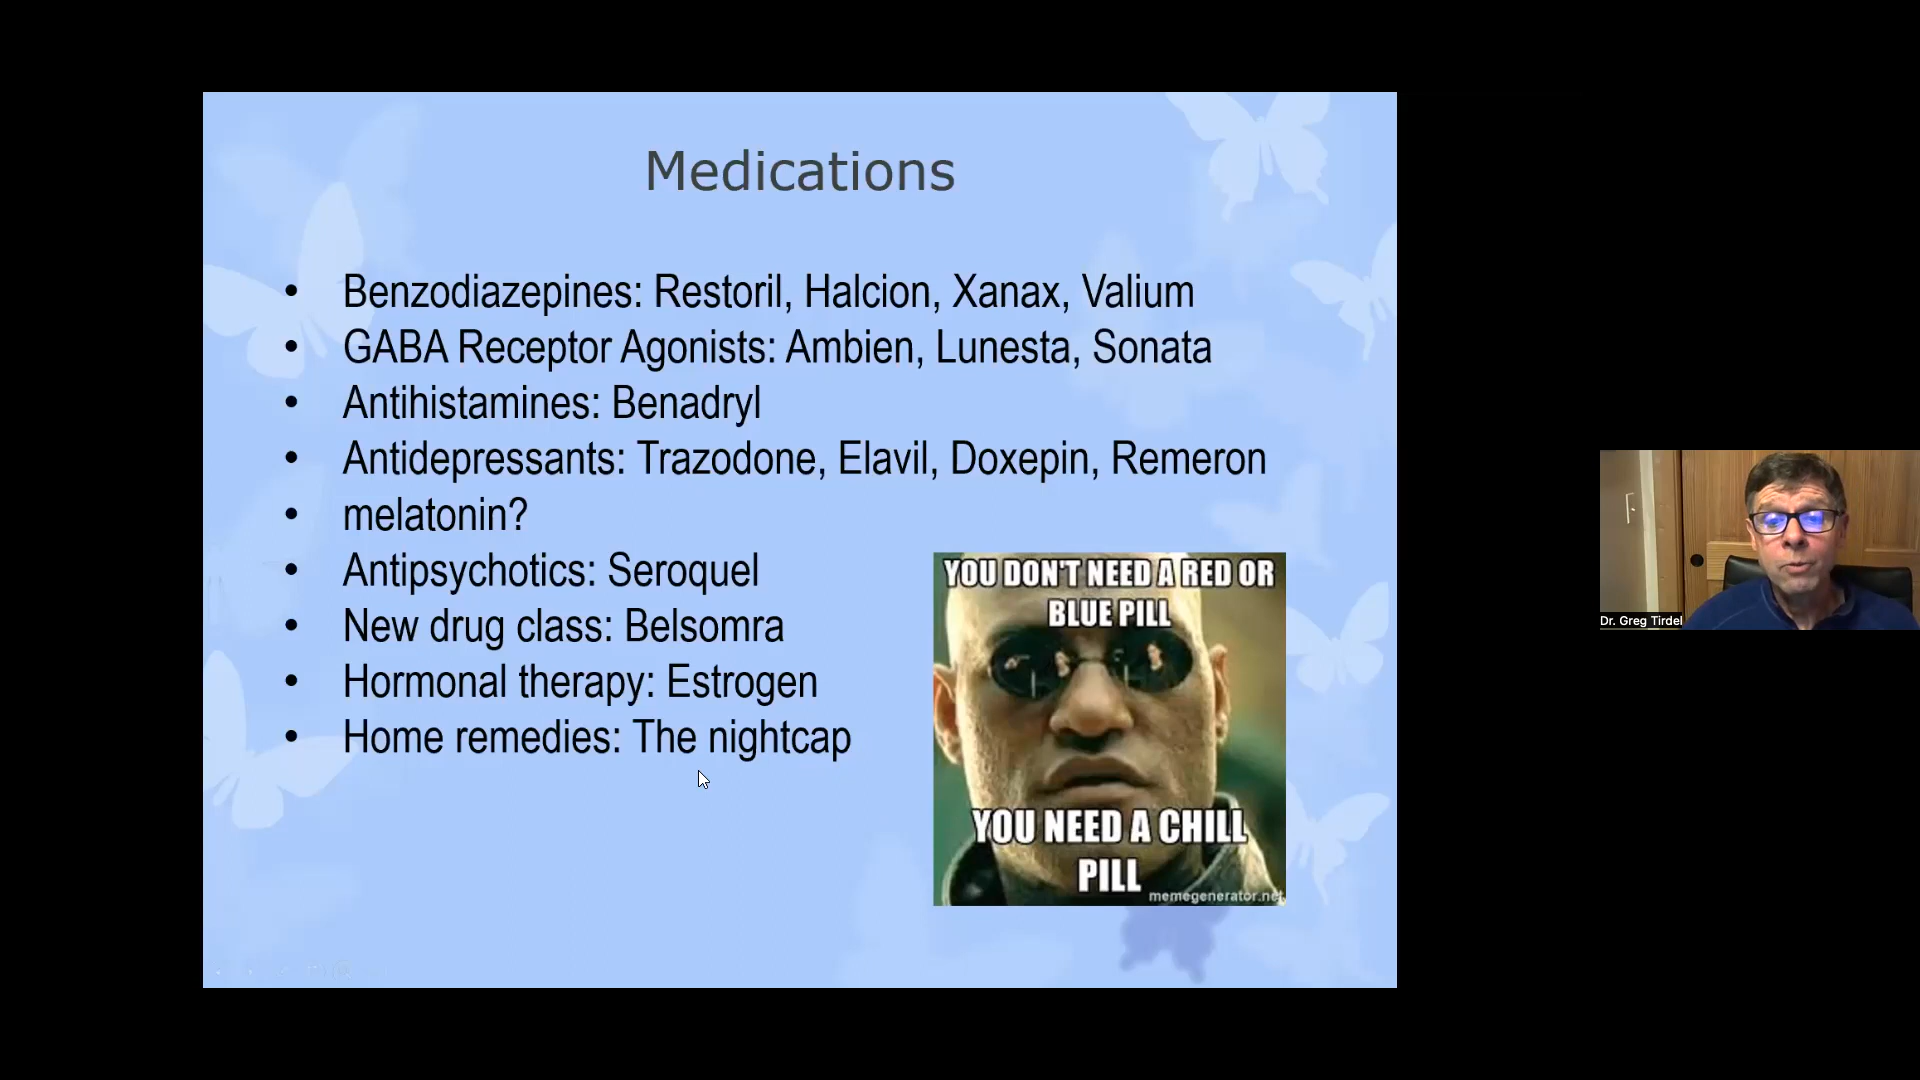 Medications
• Benzodiazepines: Restoril, Halcion, Xanax, Valium
• GABA Receptor Agonists: Ambien, Lunesta, Sonata
• Antihistamines: Benadryl
• Antidepressants: Trazodone, Elavil, Doxepin, Remeron
• melatonin?
• Antipsychotics: Seroquel
• New drug class: Belsomra
• Hormonal therapy: Estrogen
• Home remedies: The nightcap
YOU DON'T NEED A RED OR
BLUE PILL
YOU NEED A CHILL
PILL
memegenerator.net
Dr. Greg Tirdel